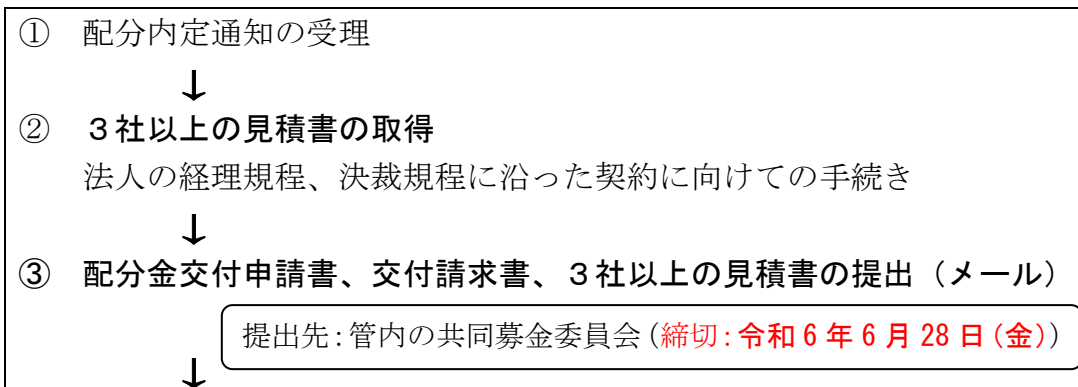 ① 配分内定通知の受理
↓
② ３社以上の見積書の取得
法人の経理規程、決裁規程に沿った契約に向けての手続き
↓
③ 配分金交付申請書、交付請求書、３社以上の見積書の提出（メール）
提出先：管内の共同募金委員会（締切：令和６年６月28日（金））
↓